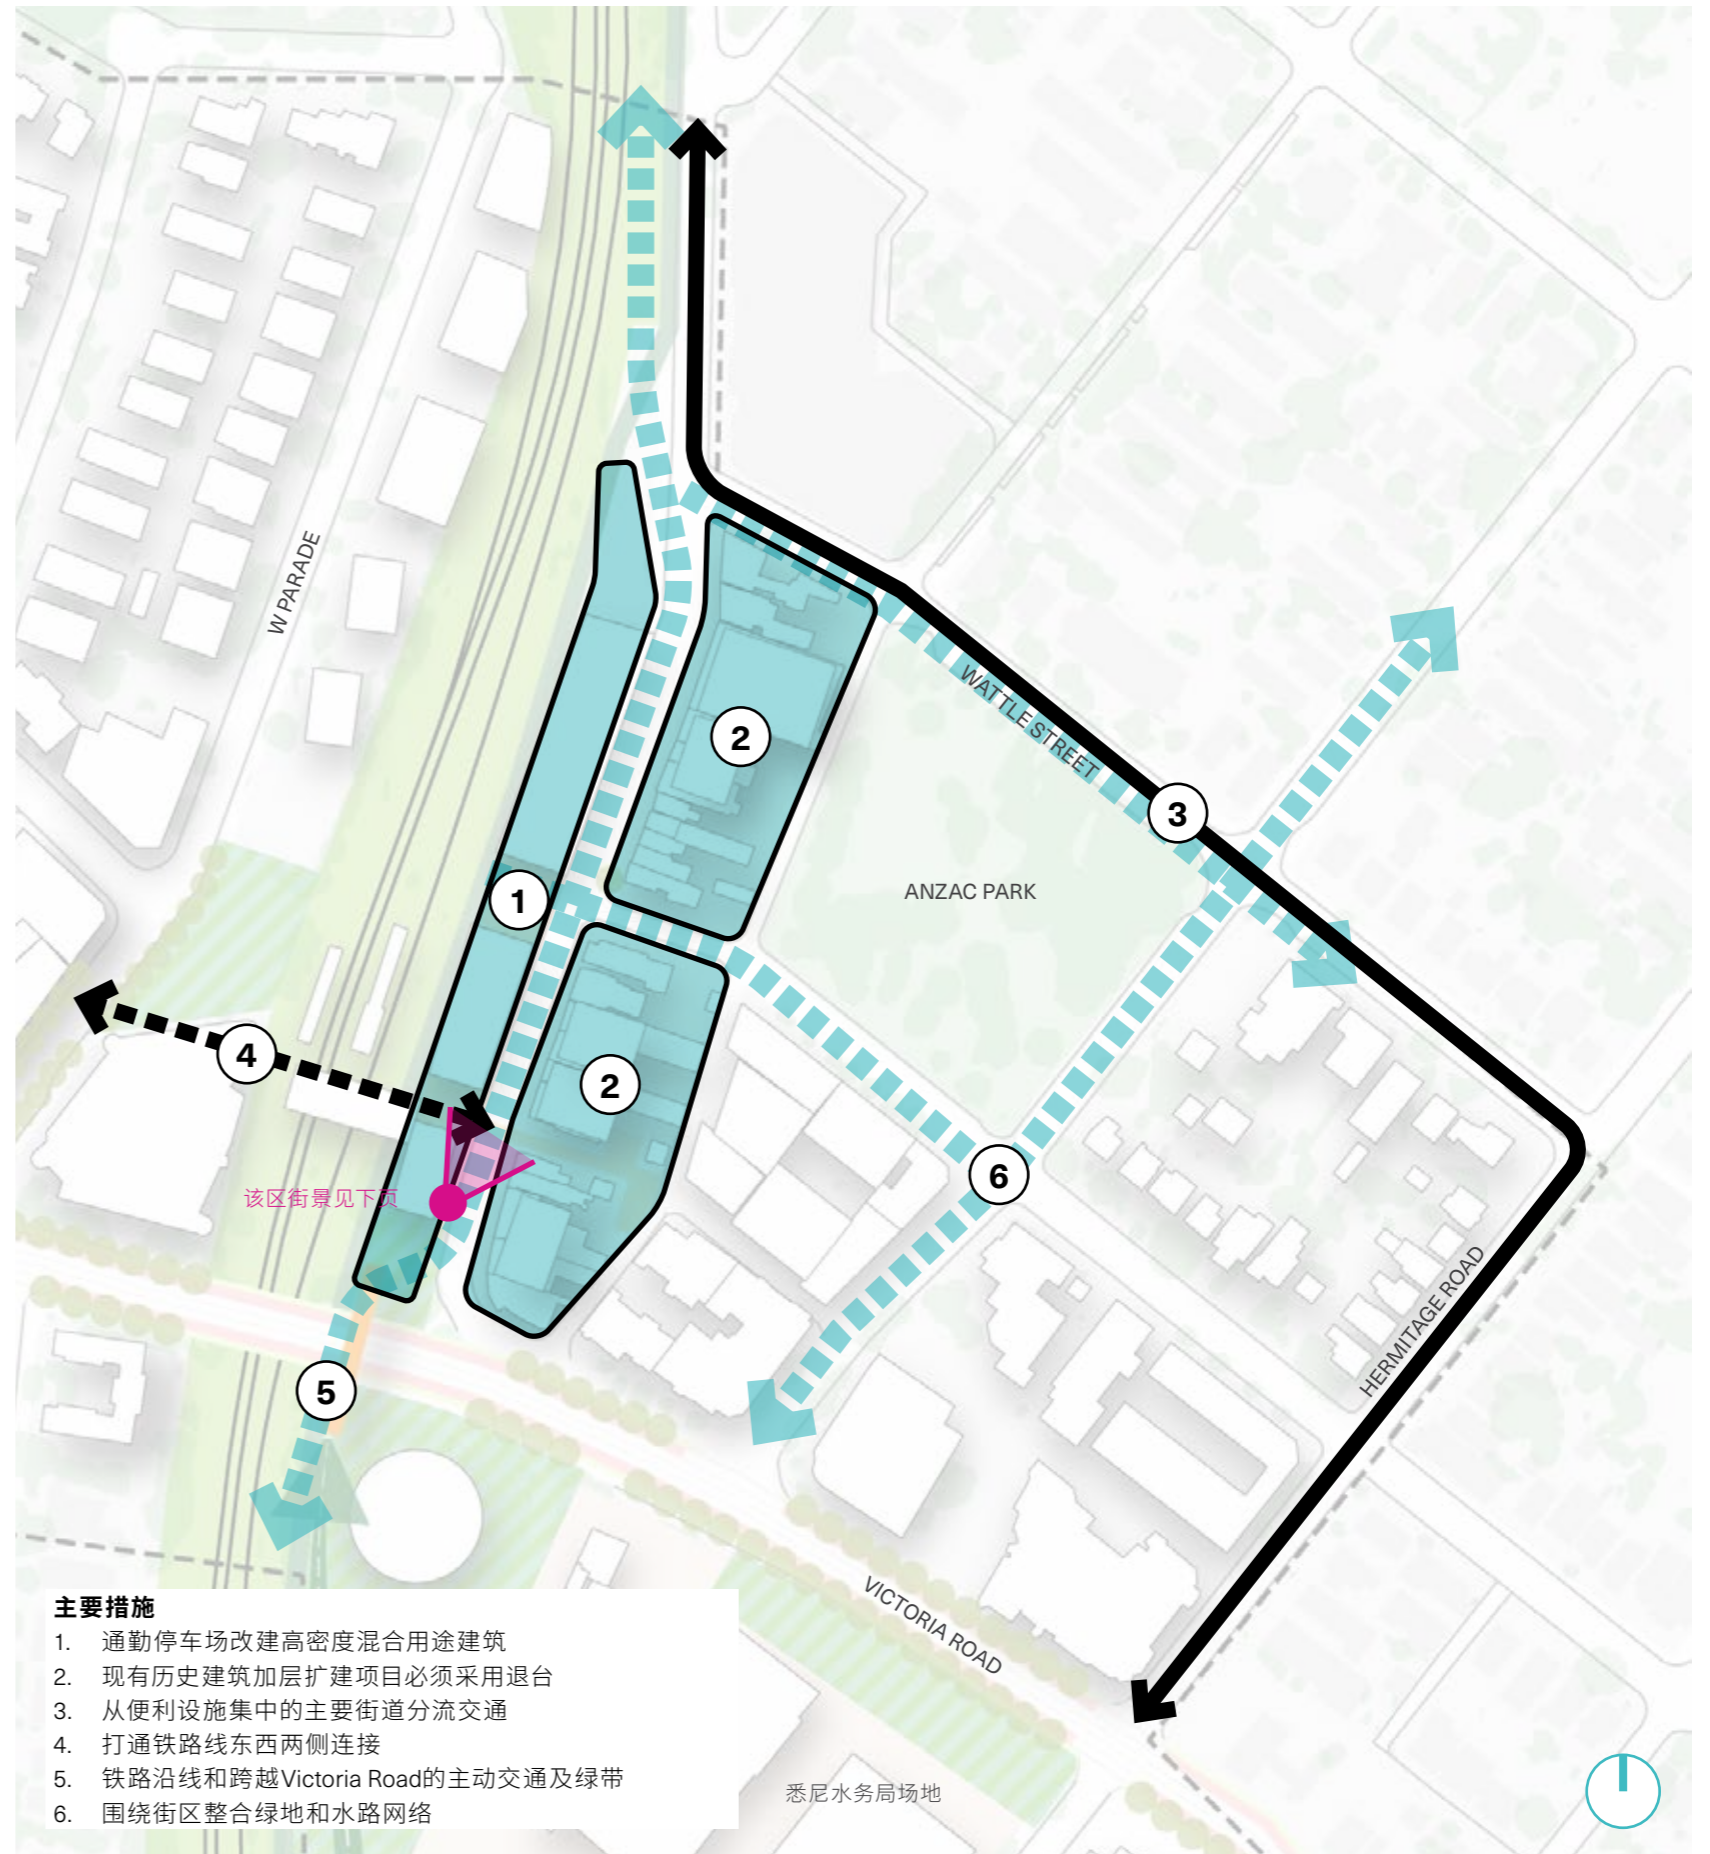 W PARADE
2
WATTLE STREET
3
ANZAC PARK
1
4
2
6
该区街景见下页
HERMITAGE ROAD
5
VICTORIA ROAD
主要措施
1. 通勤停车场改建高密度混合用途建筑
2. 现有历史建筑加层扩建项目必须采用退台
3. 从便利设施集中的主要街道分流交通
4. 打通铁路线东西两侧连接
5. 铁路沿线和跨越Victoria Road的主动交通及绿带
6. 围绕街区整合绿地和水路网络
悉尼水务局场地